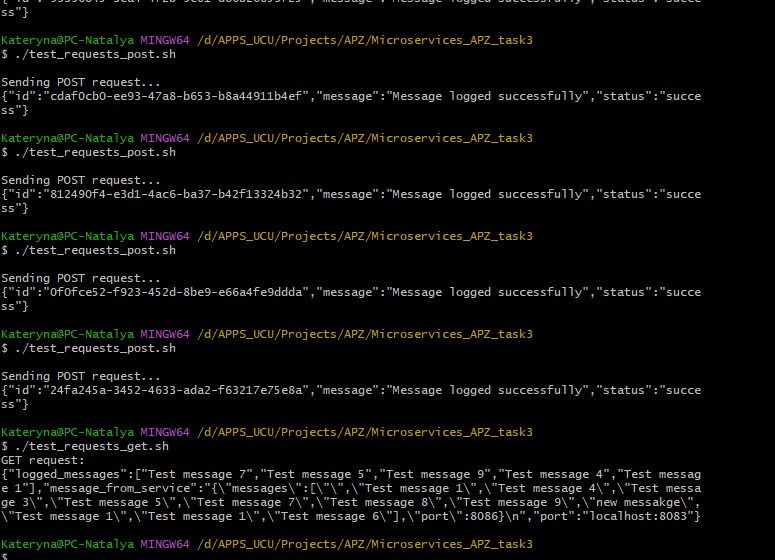 ss"}
Kateryna@PC-Natalya MINGW64 /d/APPS_UCU/Projects/APZ/Microservices_APZ_task3
$ ./test_requests_post.sh
Sending POST request...
{"id":"cdaf0cb0-ee93-47a8-b653-b8a44911b4ef","message":"Message logged successfully","status":"succe
ss"}
Kateryna@PC-Natalya MINGW64 /d/APPS_UCU/Projects/APZ/Microservices_APZ_task3
$ ./test_requests_post.sh
Sending POST request...
{"id":"812490f4-e3d1-4ac6-ba37-b42f13324b32","message":"Message logged successfully","status":"succe
ss"}
Kateryna@PC-Natalya MINGW64 /d/APPS_UCU/Projects/APZ/Microservices_APZ_task3
$ ./test_requests_post.sh
Sending POST request...
{"id":"0f0fce52-f923-452d-8be9-e66a4fe9ddda","message":"Message logged successfully","status":"succe
ss"}
Kateryna@PC-Natalya MINGW64 /d/APPS_UCU/Projects/APZ/Microservices_APZ_task3
$ ./test_requests_post.sh
Sending POST request...
{"id":"24fa245a-3452-4633-ada2-f63217e75e8a","message":"Message logged successfully","status":"succe
ss"}
Kateryna@PC-Natalya MINGW64 /d/APPS_UCU/Projects/APZ/Microservices_APZ_task3
$ ./test_requests_get.sh
GET request:
{"logged_messages":["Test message 7","Test message 5","Test message 9","Test message 4","Test messag
e 1"],"message_from_service":"{\"messages\":[\"\",\"Test message 1\",\"Test message 4\",\"Test messa
ge 3\",\"Test message 5\",\"Test message 7\",\"Test message 8\",\"Test message 9\",\"new messakge\",
\"Test message 1\",\"Test message 1\",\"Test message 6\"],\"port\":8086}\n","port":"localhost:8083"}
Kateryna@PC-Natalya MINGW64 /d/APPS_UCU/Projects/APZ/Microservices_APZ_task3
$